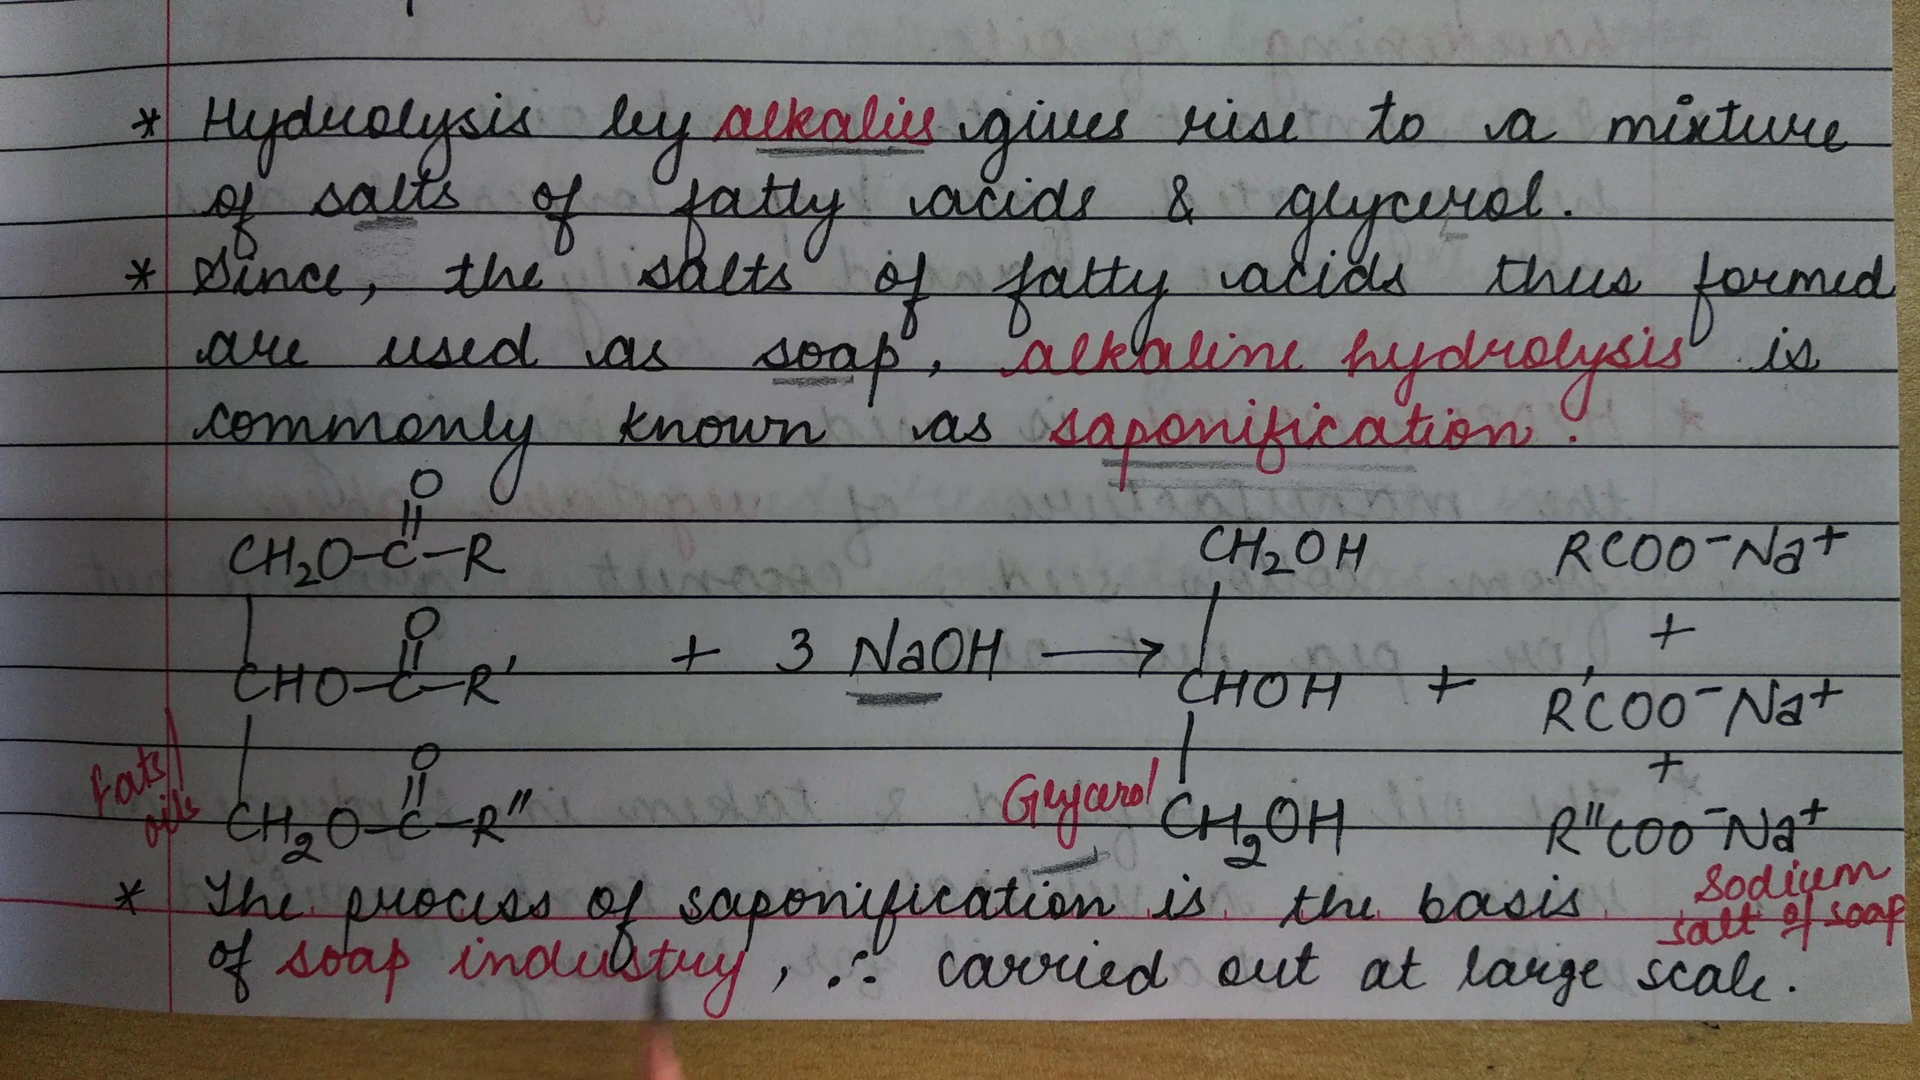 * Hydrolysis by alkalies gives rise to a mixture
of salts of fatty acids & glycerol.
* Since, the salts of fatty acids thus formed
are used as soap, alkaline hydrolysis is
commonly known as saponification.
O
CH₂O-C-R CH₂OH RCOO⁻Na⁺
O +
CHO-C-R' + 3 NaOH → CHOH + R'COO⁻Na⁺
O +
fats oils CH₂O-C-R" Glycerol CH₂OH R"COO⁻Na⁺
* The process of saponification is the basis Sodium salt of soap
of soap industry, ∴ carried out at large scale.